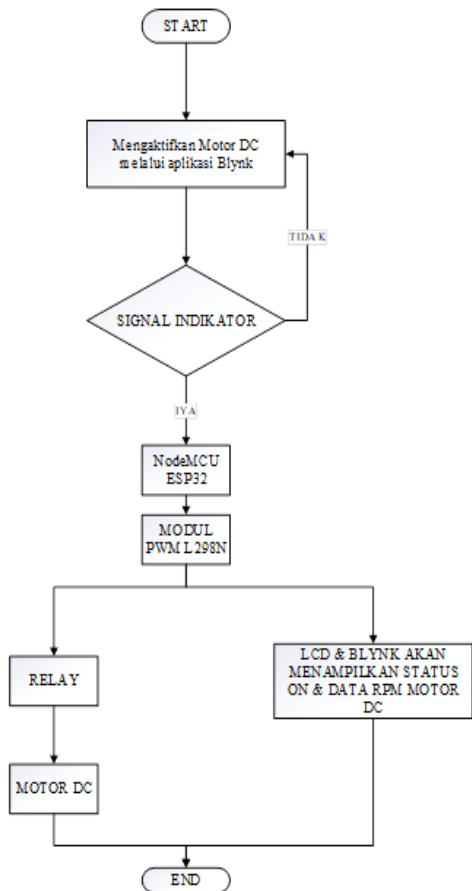 START
Mengaktifkan Motor DC
melalui aplikasi Blynk
TIDAK
SIGNAL INDIKATOR
IYA
NodeMCU
ESP32
MODUL
PWM L298N
RELAY
LCD & BLYNK AKAN
MENAMPILKAN STATUS
ON & DATA RPM MOTOR
DC
MOTOR DC
END